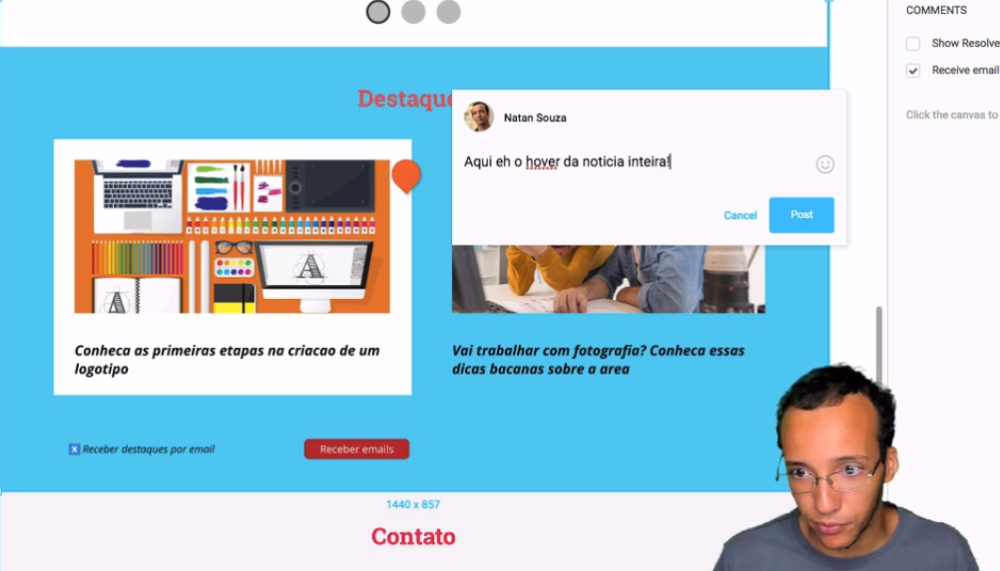 COMMENTS
Show Resolve
Receive email
Click the canvas to
Destaque
Natan Souza
Aqui eh o hover da noticia inteira!
Cancel
Post
Conheca as primeiras etapas na criacao de um
logotipo
Vai trabalhar com fotografia? Conheca essas
dicas bacanas sobre a area
Receber destaques por email
Receber emails
1440 x 857
Contato